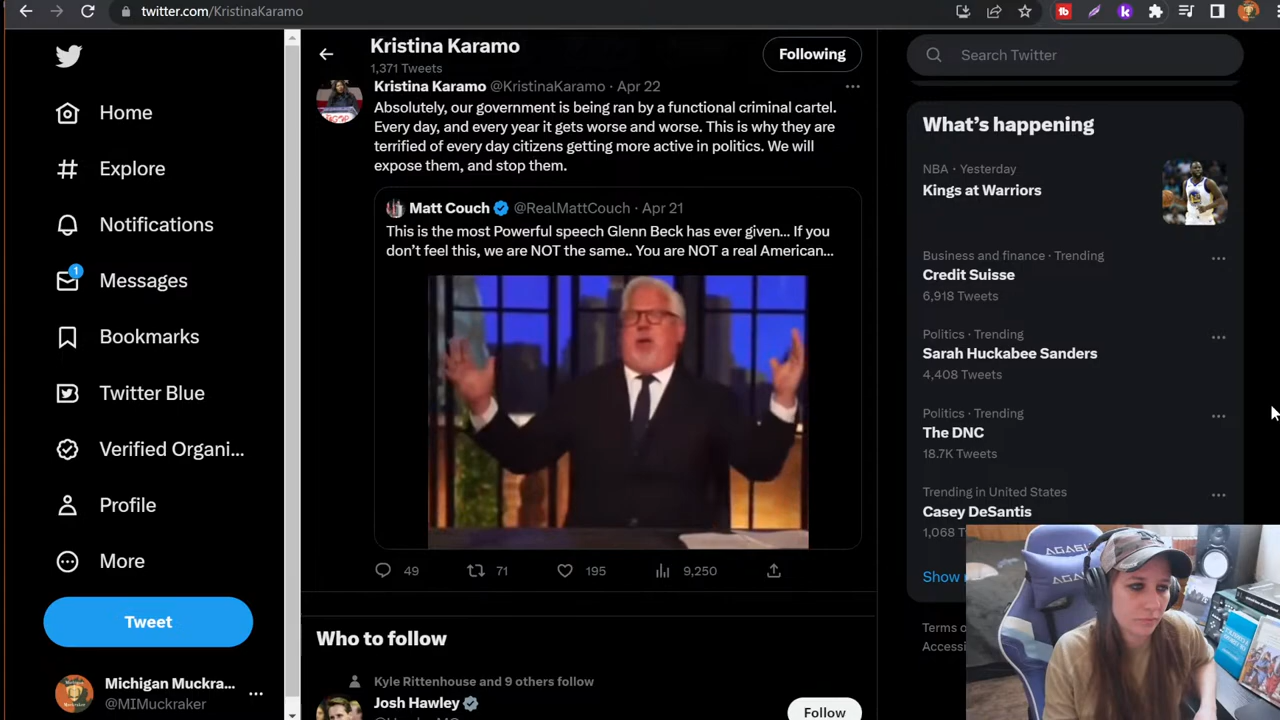 twitter.com/KristinaKaramo
Home
Explore
Notifications
1
Messages
Bookmarks
Twitter Blue
Verified Organi...
Profile
More
Tweet
Michigan Muckra...
@MIMuckraker
Kristina Karamo
1,371 Tweets
Following
Kristina Karamo @KristinaKaramo · Apr 22
Absolutely, our government is being ran by a functional criminal cartel.
Every day, and every year it gets worse and worse. This is why they are
terrified of every day citizens getting more active in politics. We will
expose them, and stop them.
Matt Couch @RealMattCouch · Apr 21
This is the most Powerful speech Glenn Beck has ever given... If you
don't feel this, we are NOT the same.. You are NOT a real American...
49 71 195 9,250
Who to follow
Kyle Rittenhouse and 9 others follow
Josh Hawley
Follow
Search Twitter
What's happening
NBA · Yesterday
Kings at Warriors
Business and finance · Trending
Credit Suisse
6,918 Tweets
Politics · Trending
Sarah Huckabee Sanders
4,408 Tweets
Politics · Trending
The DNC
18.7K Tweets
Trending in United States
Casey DeSantis
1,068
Show
Terms o
Accessi